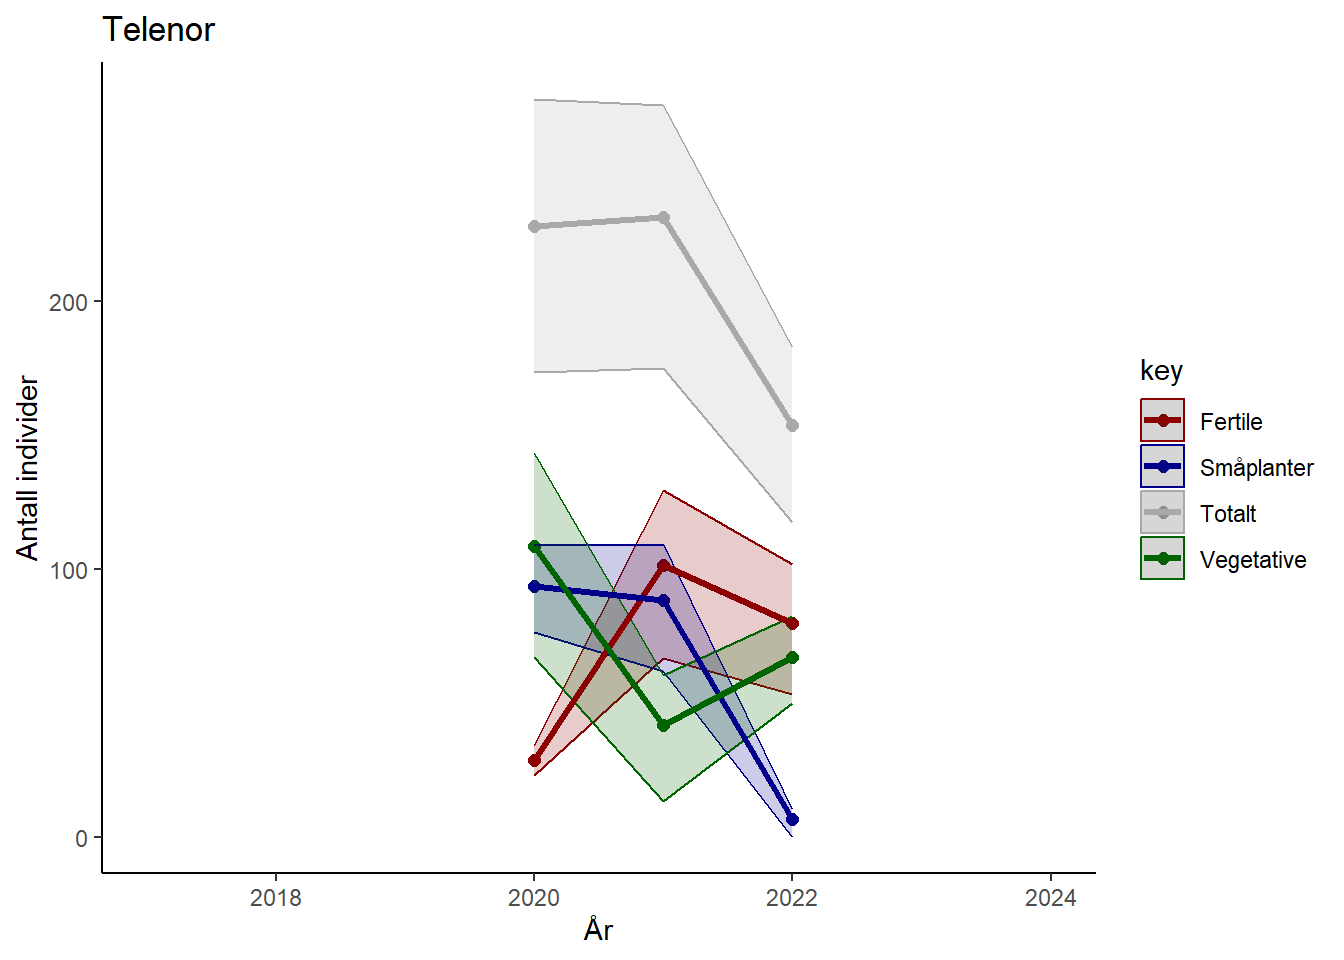 Telenor
Antall individer
200
100
0
2018
2020
2022
2024
År
key
Fertile
Småplanter
Totalt
Vegetative